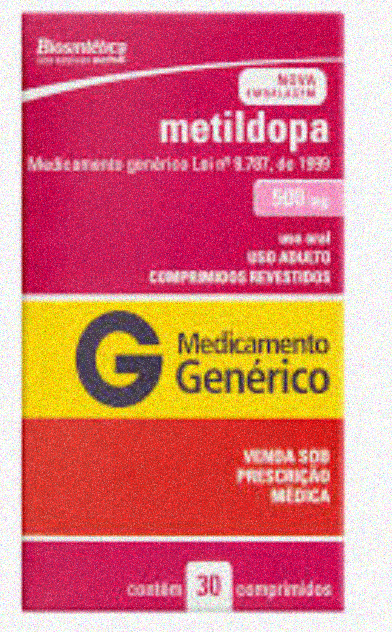 Biosintética
NOVA
EMBALAGEM
metildopa
Medicamento genérico Lei nº 9.787, de 1999
500 mg
uso oral
USO ADULTO
COMPRIMIDOS REVESTIDOS
G Medicamento
Genérico
VENDA SOB
PRESCRIÇÃO
MÉDICA
contém 30 comprimidos